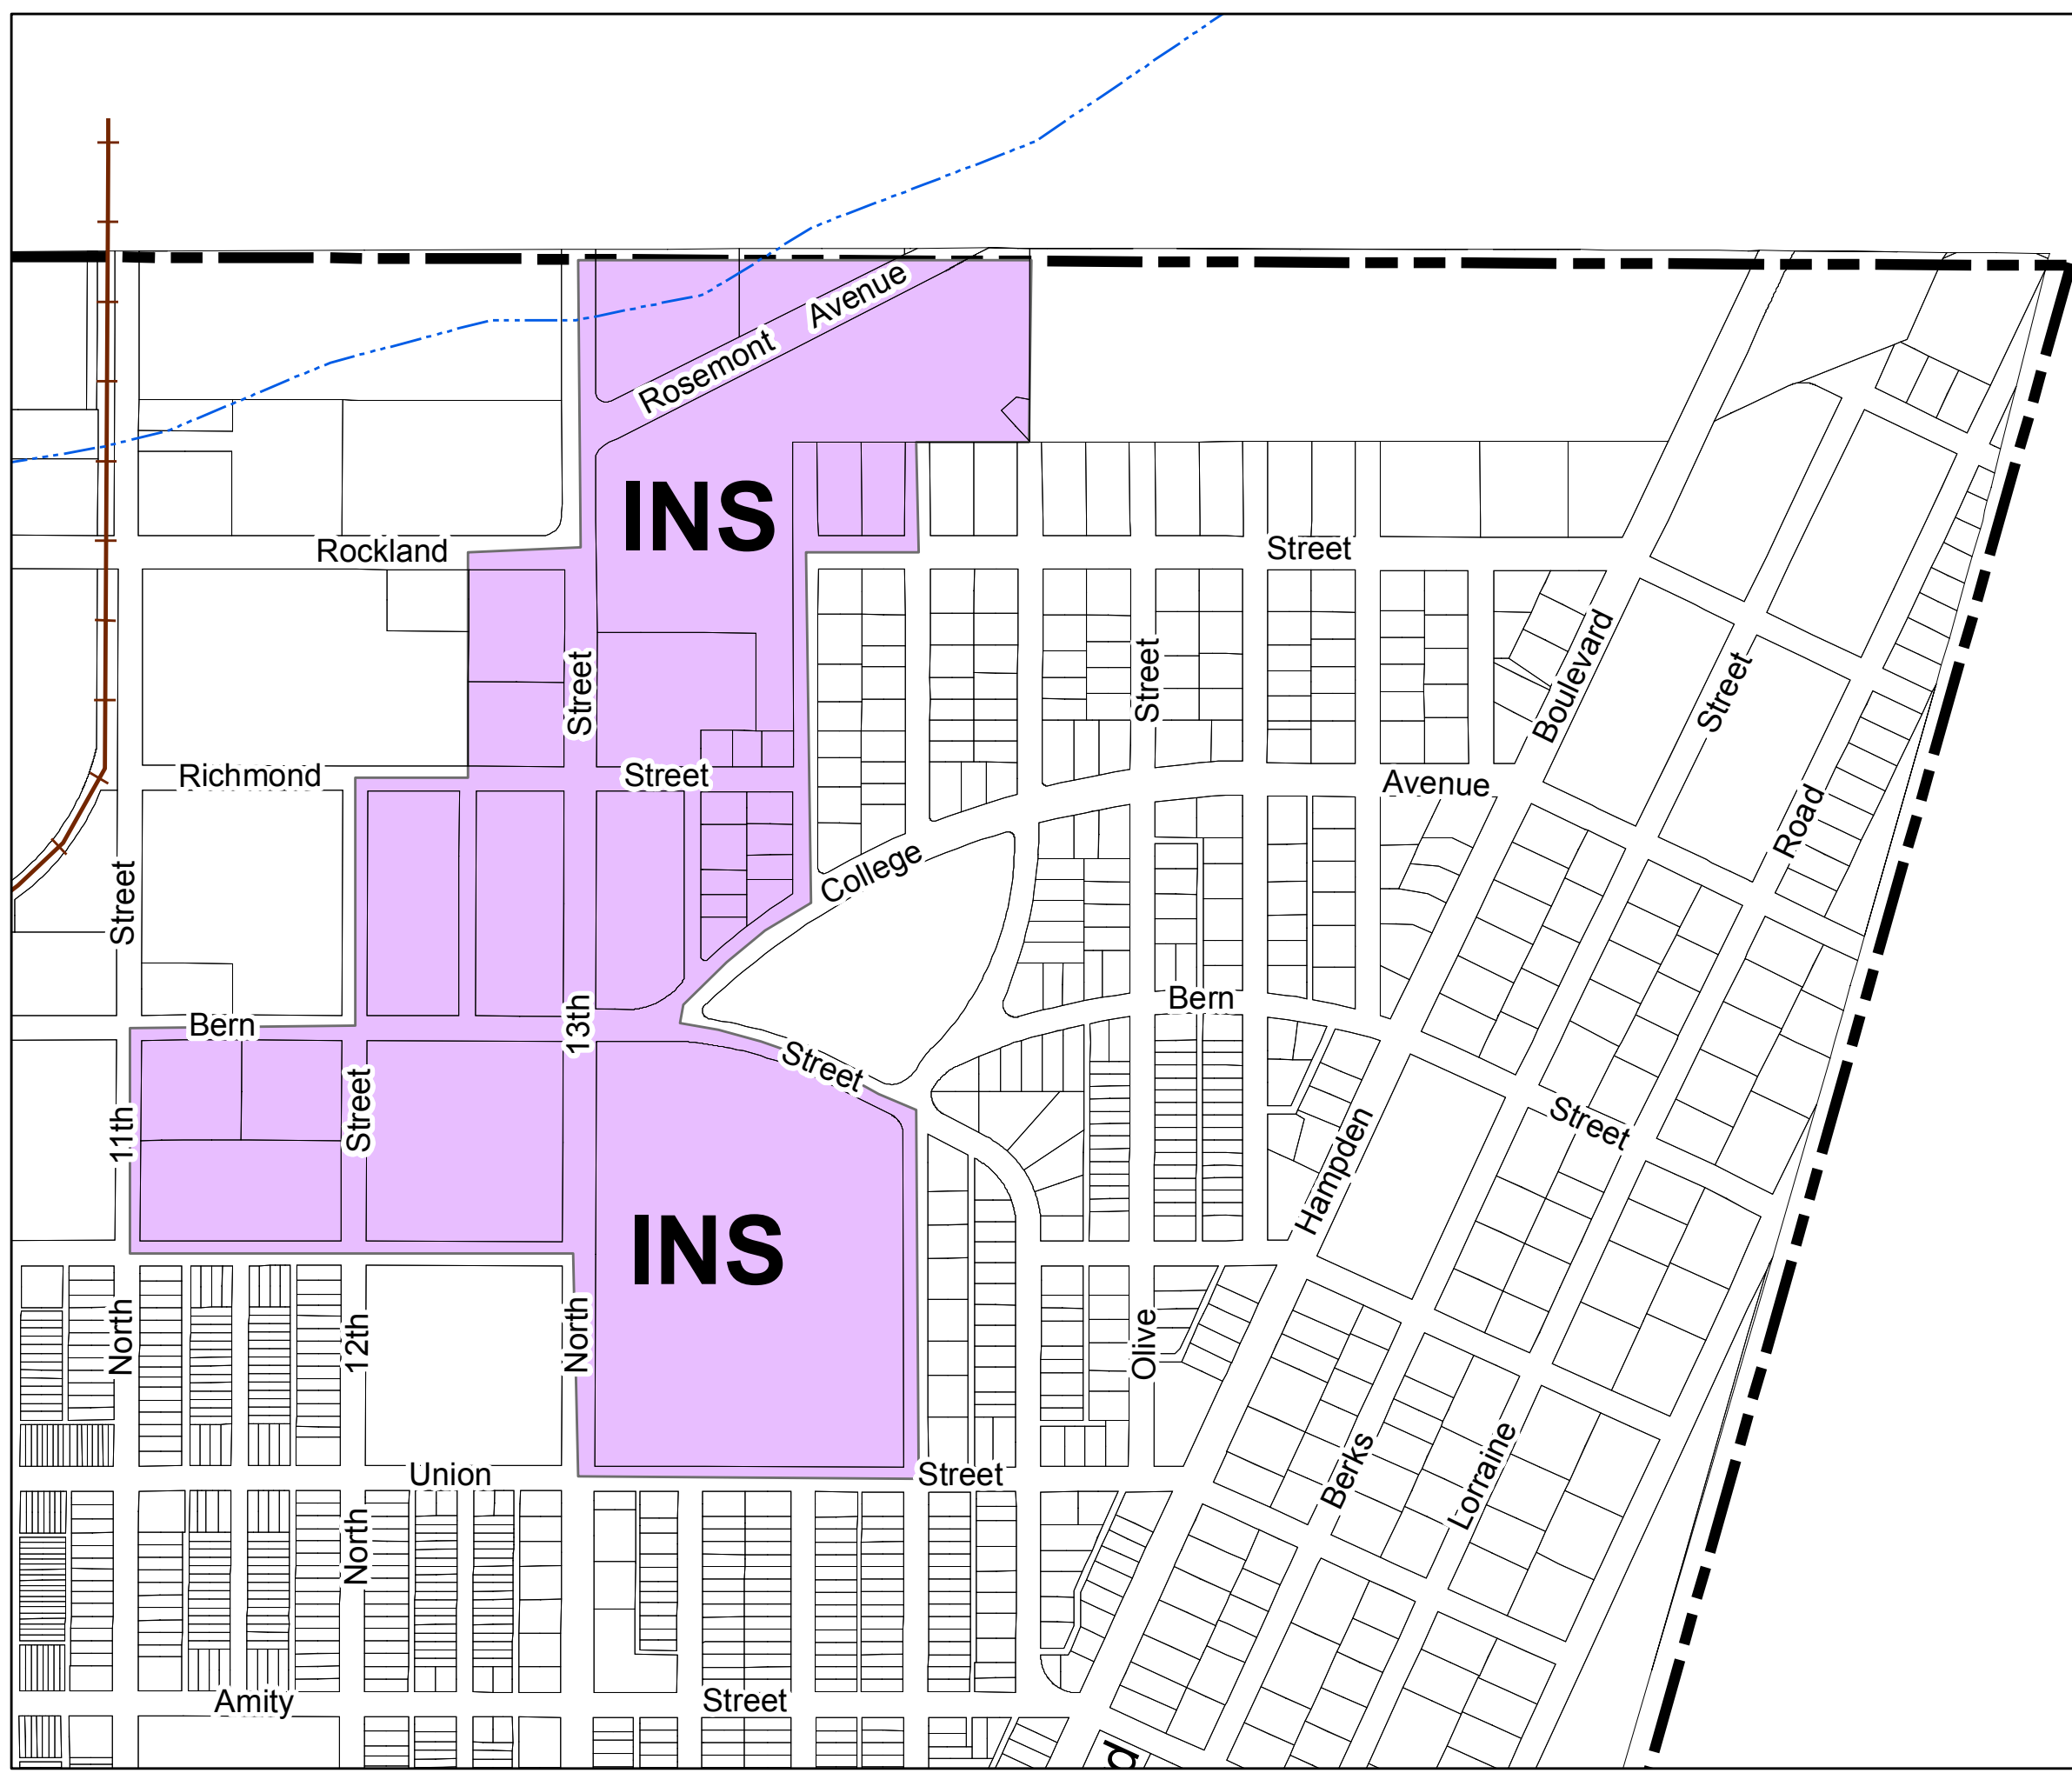 Rosemont Avenue
INS
Rockland
Street
Street
Street
Boulevard
Street
Richmond
Street
Avenue
Road
College
Street
Bern
13th
Bern
Street
11th
Street
Street
Hampden
INS
North
12th
North
Olive
Berks
Lorraine
Union
Street
North
Amity
Street
d